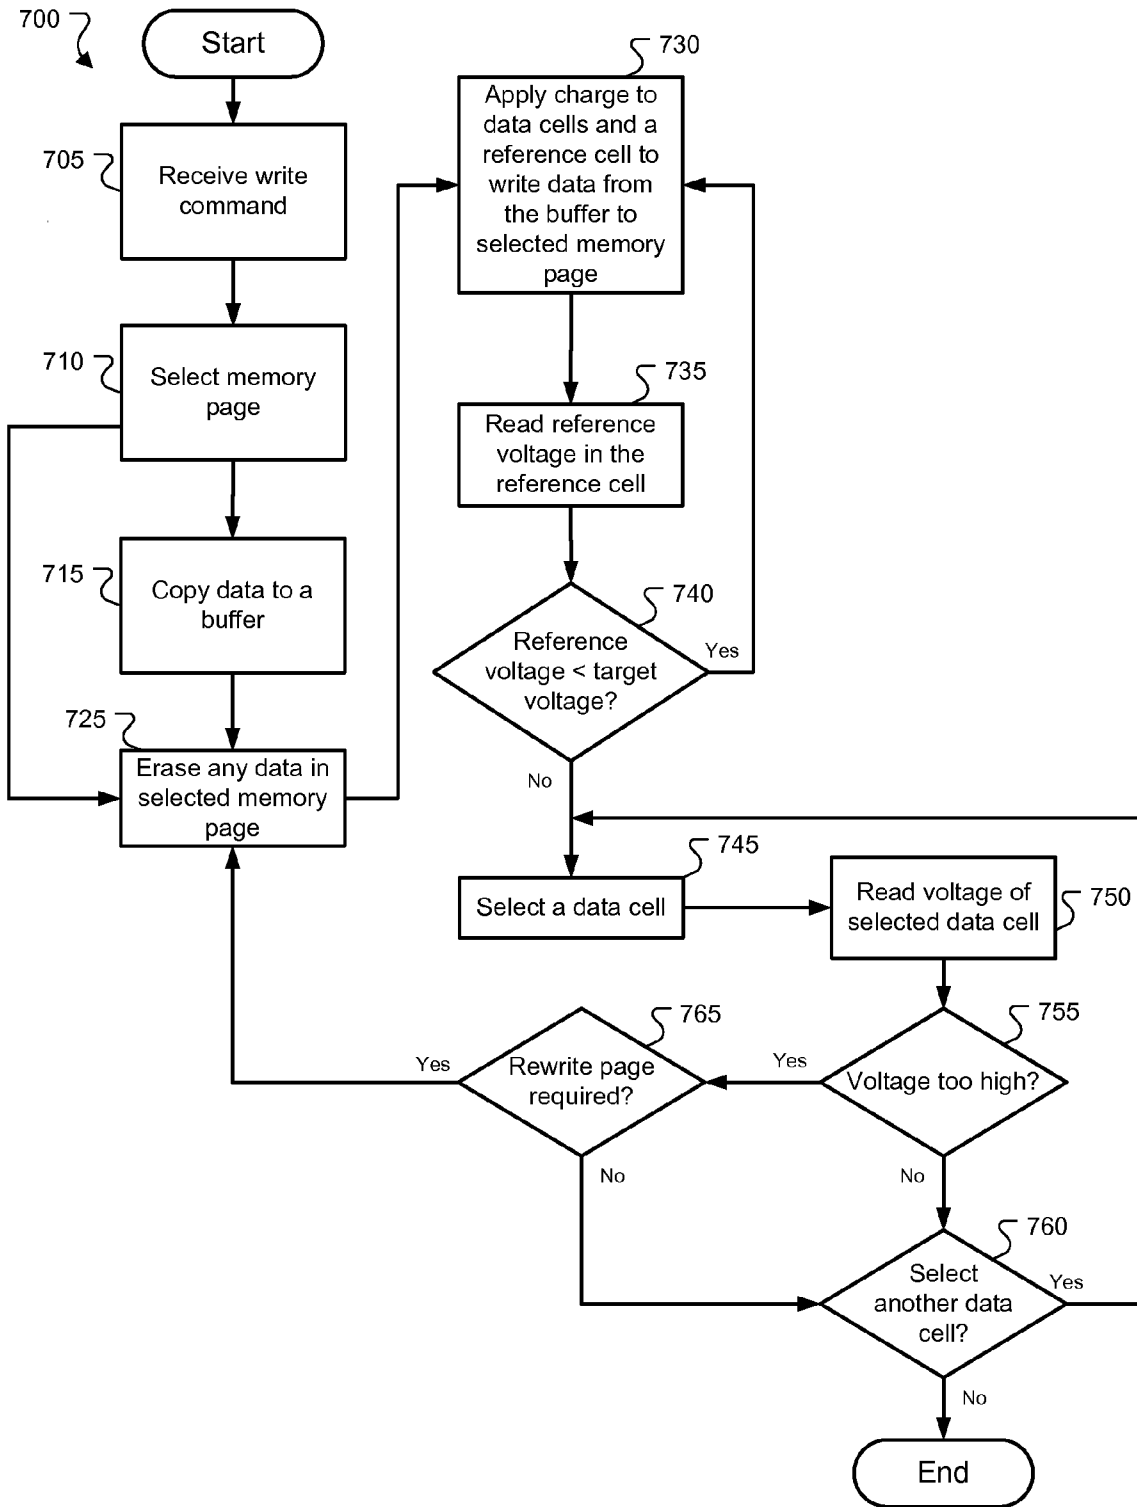 700
Start
705
Receive write
command
710
Select memory
page
715
Copy data to a
buffer
725
Erase any data in
selected memory
page
730
Apply charge to
data cells and a
reference cell to
write data from
the buffer to
selected memory
page
735
Read reference
voltage in the
reference cell
740
Reference
voltage < target
voltage?
Yes
No
745
Select a data cell
Read voltage of
selected data cell
750
755
Voltage too high?
Yes
No
765
Rewrite page
required?
Yes
No
760
Select
another data
cell?
Yes
No
End